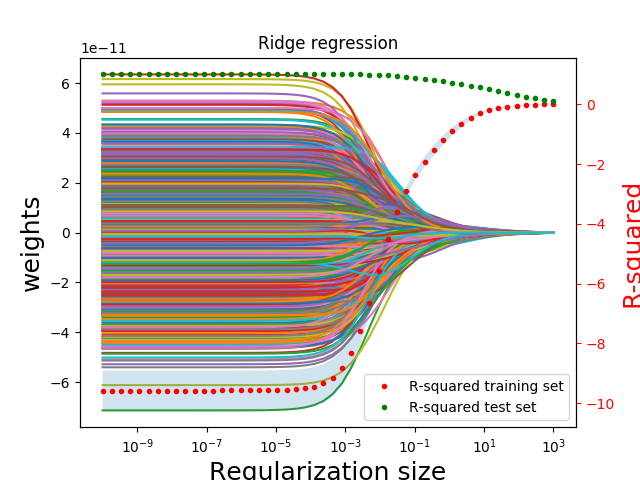 Ridge regression
1e−11
6
4
2
0
−2
−4
−6
weights
0
−2
−4
−6
−8
−10
R-squared
R-squared training set
R-squared test set
10⁻⁹
10⁻⁷
10⁻⁵
10⁻³
10⁻¹
10¹
10³
Regularization size